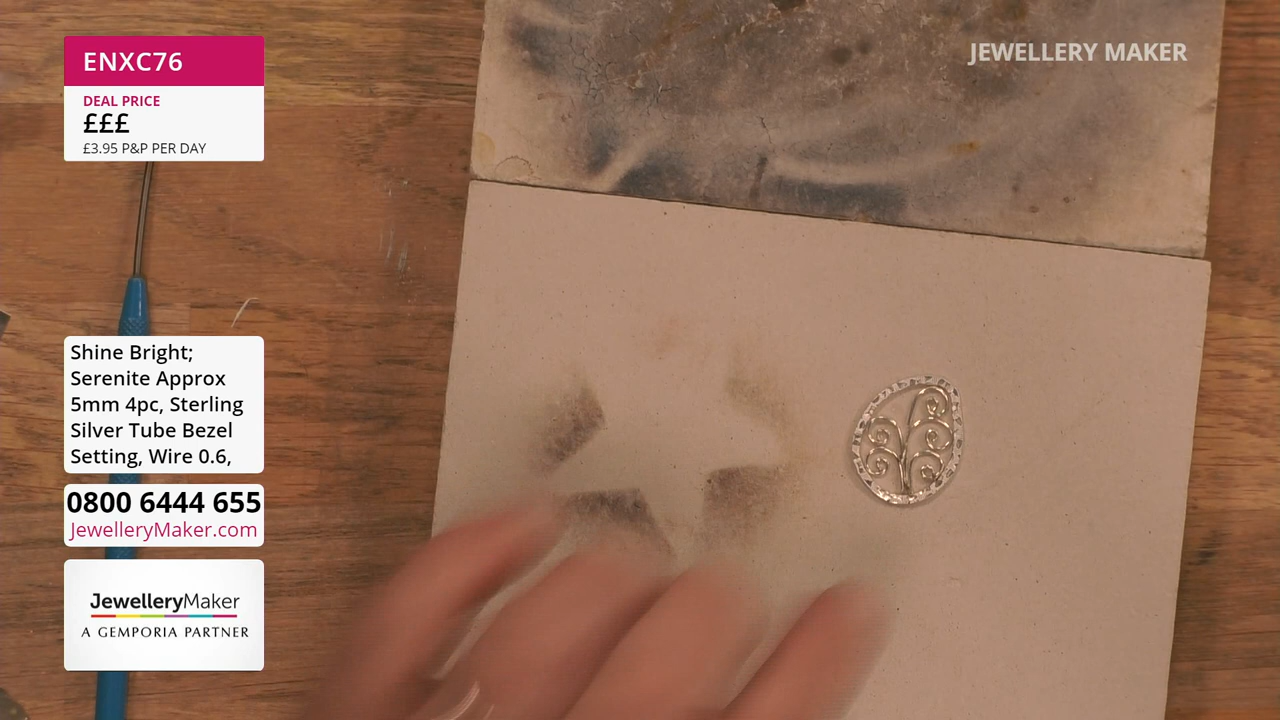 ENXC76
DEAL PRICE
£££
£3.95 P&P PER DAY
JEWELLERY MAKER
Shine Bright;
Serenite Approx
5mm 4pc, Sterling
Silver Tube Bezel
Setting, Wire 0.6,
0800 6444 655
JewelleryMaker.com
JewelleryMaker
A GEMPORIA PARTNER